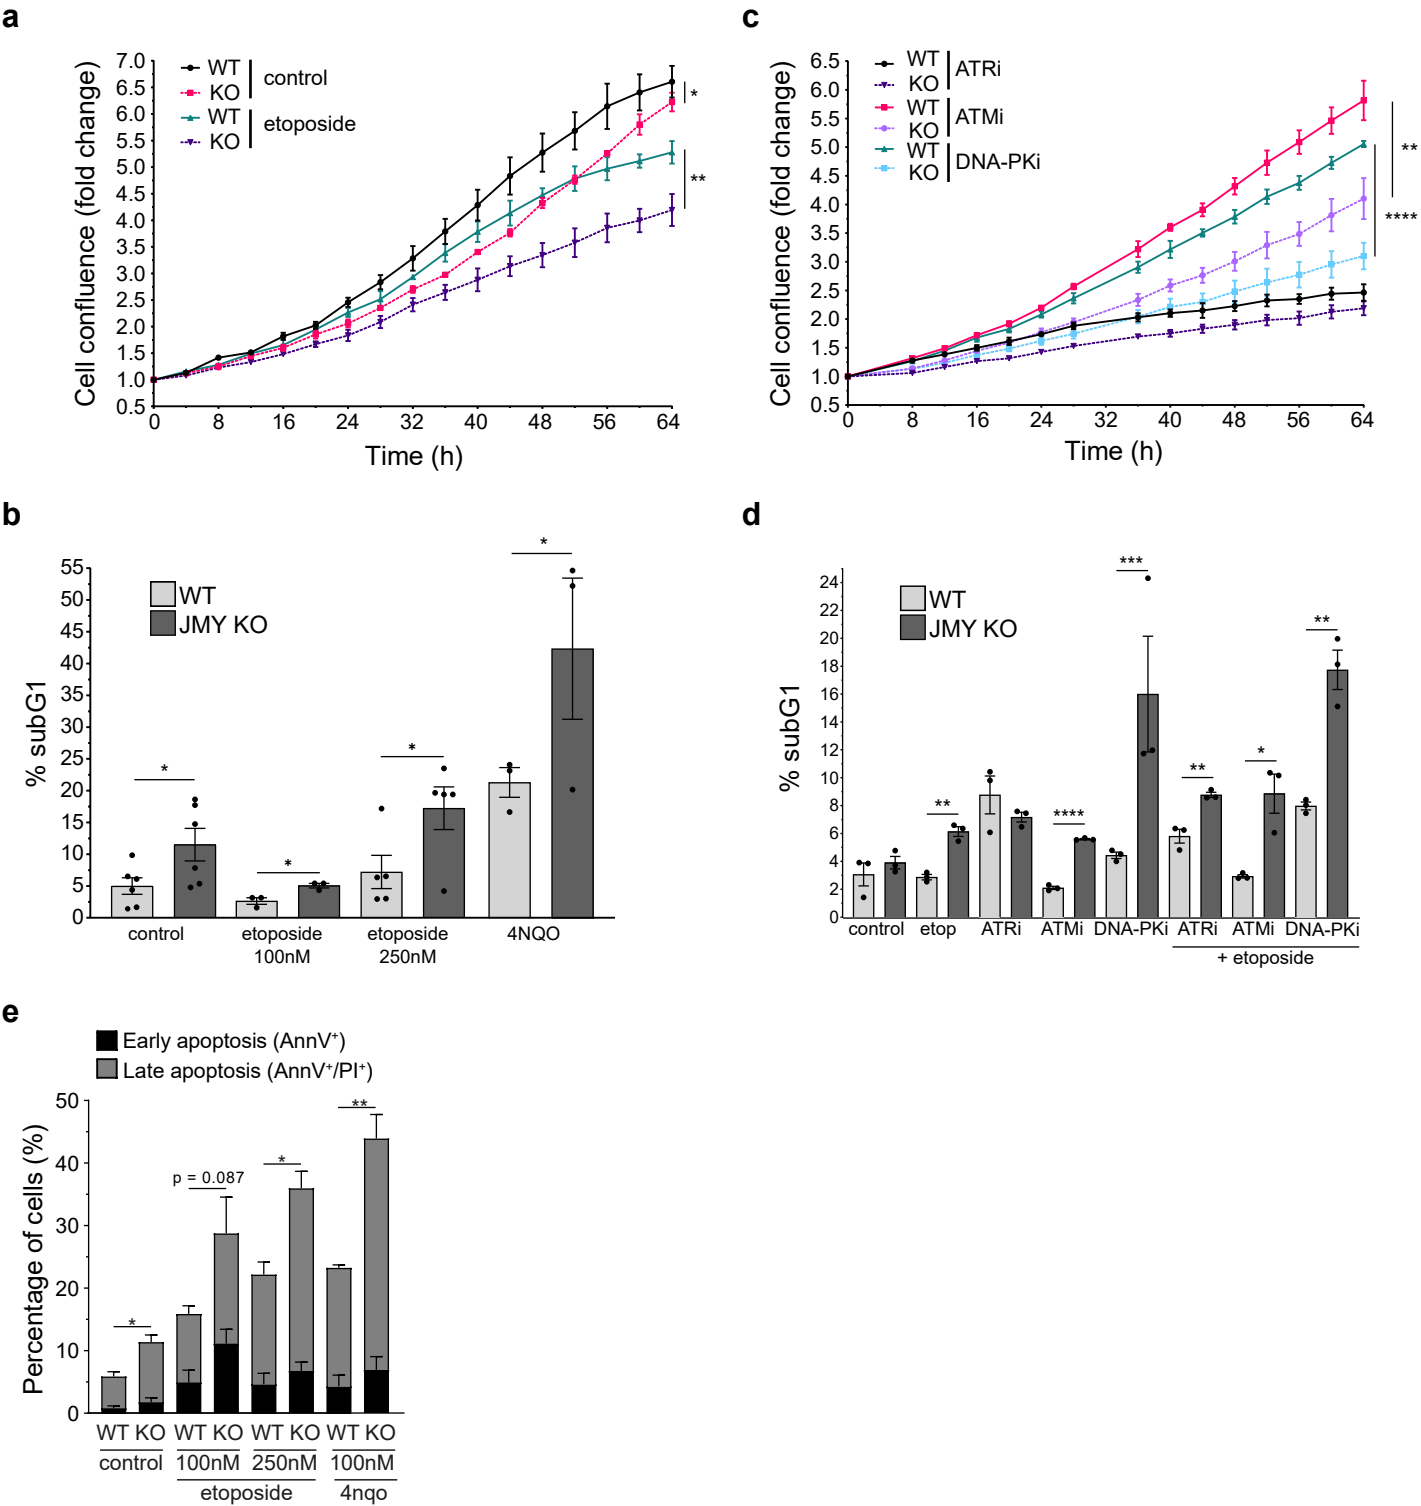 a
Cell confluence (fold change)
7.0
6.5
6.0
5.5
5.0
4.5
4.0
3.5
3.0
2.5
2.0
1.5
1.0
0.5
WT
KO
control
WT
KO
etoposide
*
**
0 8 16 24 32 40 48 56 64
Time (h)
c
Cell confluence (fold change)
6.5
6.0
5.5
5.0
4.5
4.0
3.5
3.0
2.5
2.0
1.5
1.0
0.5
WT
KO
ATRi
WT
KO
ATMi
WT
KO
DNA-PKi
**
****
0 8 16 24 32 40 48 56 64
Time (h)
b
% subG1
55
50
45
40
35
30
25
20
15
10
5
0
WT
JMY KO
*
*
*
*
control
etoposide
100nM
etoposide
250nM
4NQO
d
% subG1
24
22
20
18
16
14
12
10
8
6
4
2
0
WT
JMY KO
**
****
***
**
*
**
control etop ATRi ATMi DNA-PKi ATRi ATMi DNA-PKi
+ etoposide
e
Early apoptosis (AnnV+)
Late apoptosis (AnnV+/PI+)
Percentage of cells (%)
50
40
30
20
10
0
*
p = 0.087
*
**
WT KO WT KO WT KO WT KO
control 100nM 250nM 100nM
etoposide 4nqo